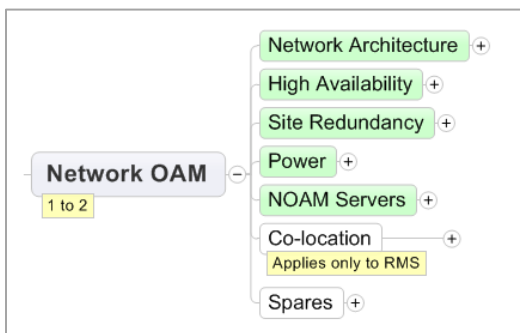 Network Architecture
High Availability
Site Redundancy
Power
Network OAM
1 to 2
NOAM Servers
Co-location
Applies only to RMS
Spares